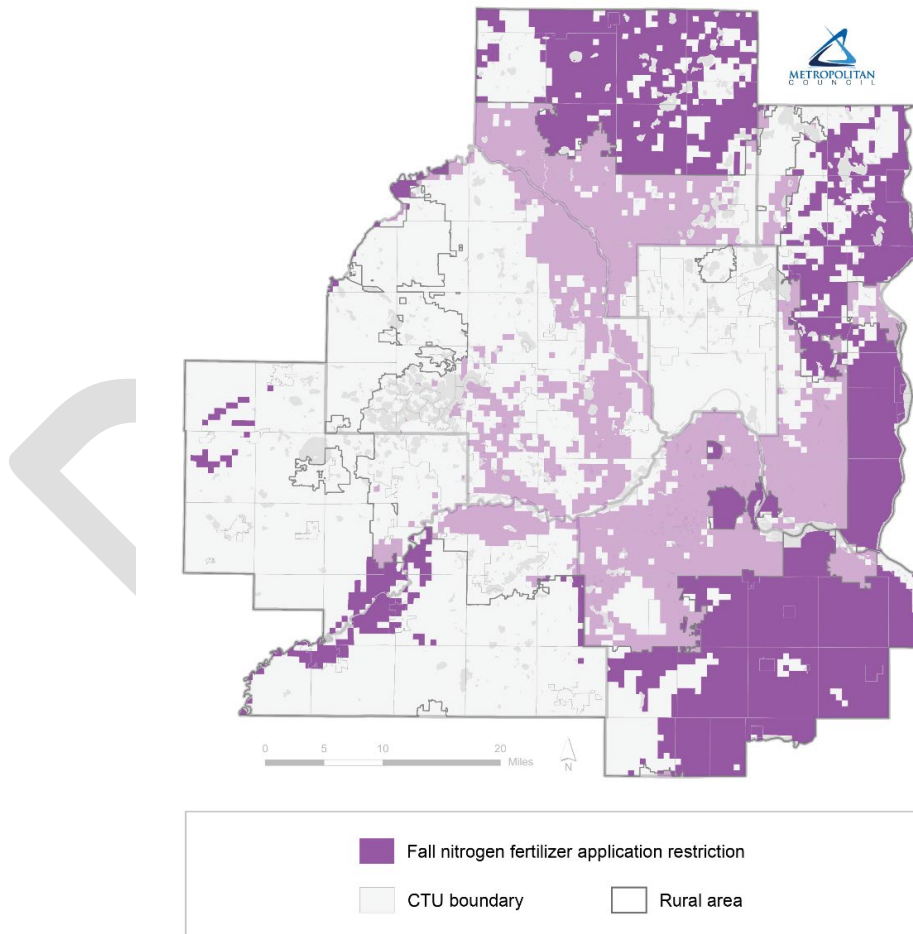 METROPOLITAN
COUNCIL
0 5 10 20
Miles
N
Fall nitrogen fertilizer application restriction
CTU boundary
Rural area